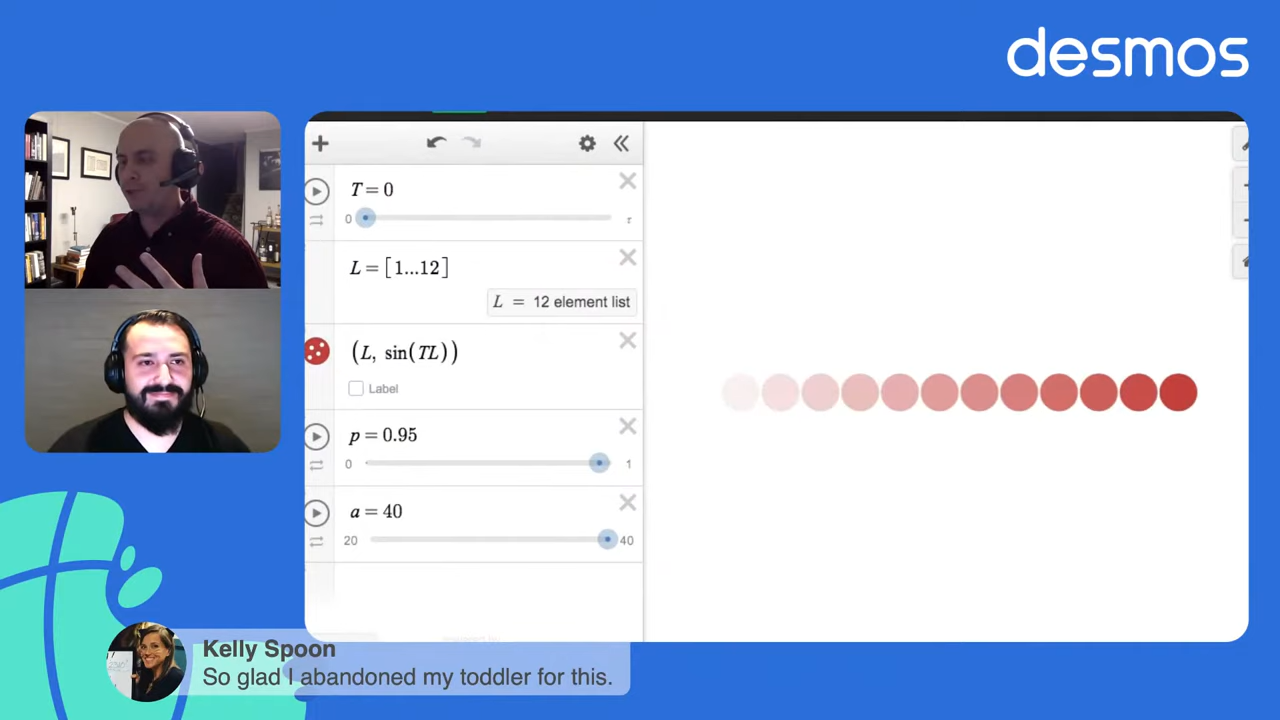 desmos
T = 0
0
τ
L = [1...12]
L = 12 element list
(L, sin(TL))
Label
p = 0.95
0
1
a = 40
20
40
Kelly Spoon
So glad I abandoned my toddler for this.